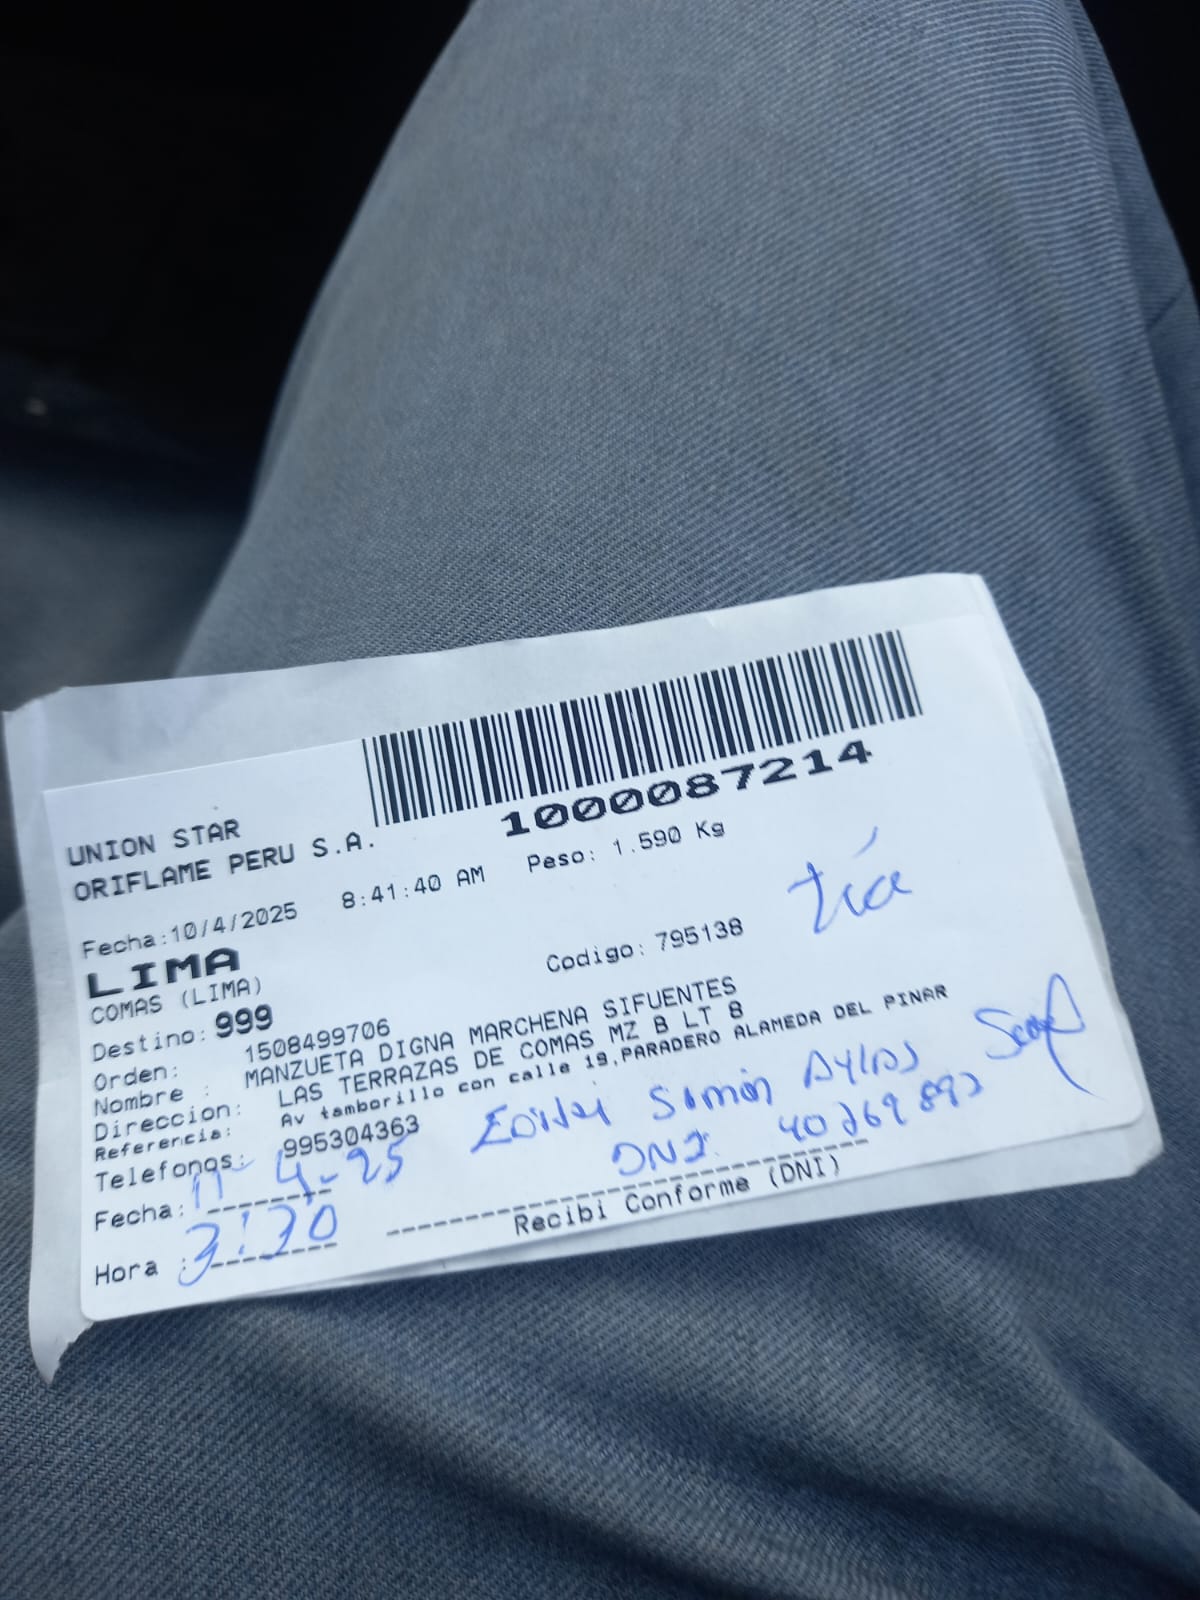 1000087214
UNION STAR
ORIFLAME PERU S.A.
Fecha:10/4/2025 8:41:40 AM Peso: 1.590 Kg
LIMA
COMAS (LIMA) Codigo: 795138 tía
Destino: 999
Orden: 1508499706
Nombre : MANZUETA DIGNA MARCHENA SIFUENTES
Direccion: LAS TERRAZAS DE COMAS MZ B LT 8
Referencia: Av tamborillo con calle 19,PARADERO ALAMEDA DEL PINAR
Telefonos: 995304363
Simón
Fecha: 11-4-25 DNI. 40269892
Hora :
Recibi Conforme (DNI)